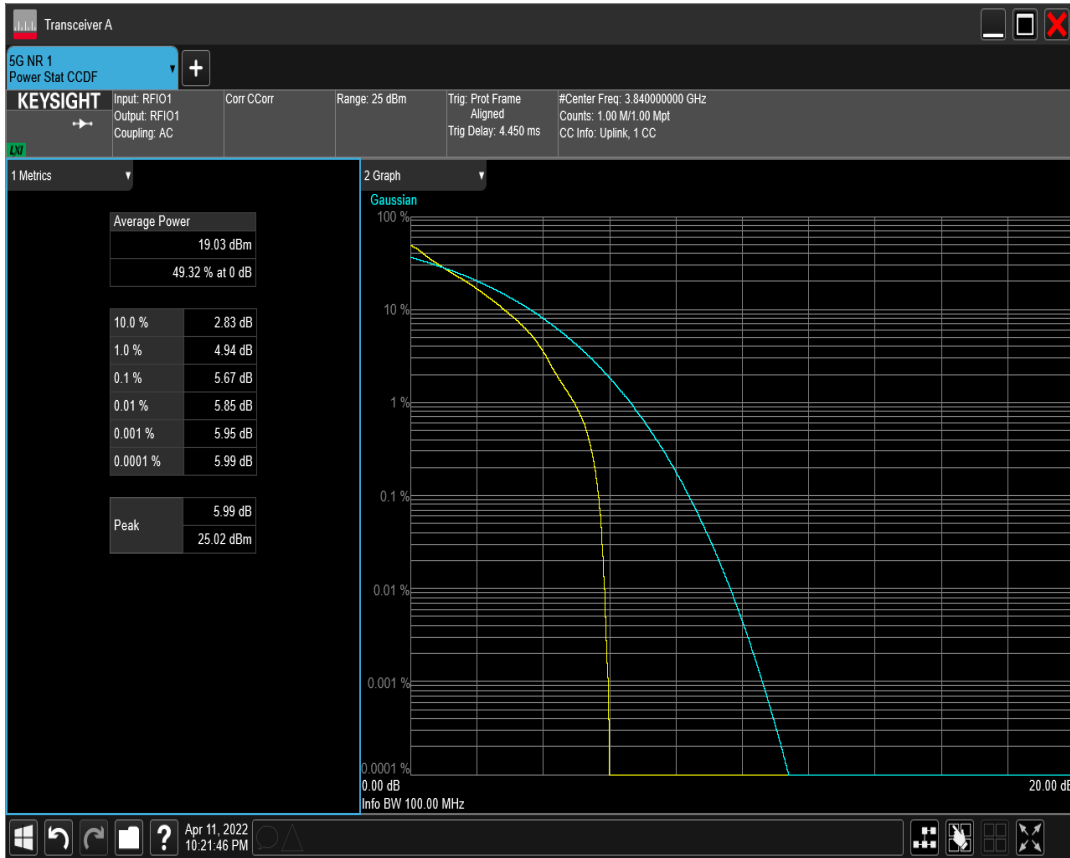 Transceiver A
5G NR 1
Power Stat CCDF
+
KEYSIGHT
LXI
Input: RFIO1
Output: RFIO1
Coupling: AC
Corr CCorr
Range: 25 dBm
Trig: Prot Frame
Aligned
Trig Delay: 4.450 ms
#Center Freq: 3.840000000 GHz
Counts: 1.00 M/1.00 Mpt
CC Info: Uplink, 1 CC
1 Metrics
Average Power
19.03 dBm
49.32 % at 0 dB
10.0 % 2.83 dB
1.0 % 4.94 dB
0.1 % 5.67 dB
0.01 % 5.85 dB
0.001 % 5.95 dB
0.0001 % 5.99 dB
Peak
5.99 dB
25.02 dBm
2 Graph
Gaussian
100 %
10 %
1 %
0.1 %
0.01 %
0.001 %
0.0001 %
0.00 dB 20.00 dB
Info BW 100.00 MHz
?
Apr 11, 2022
10:21:46 PM